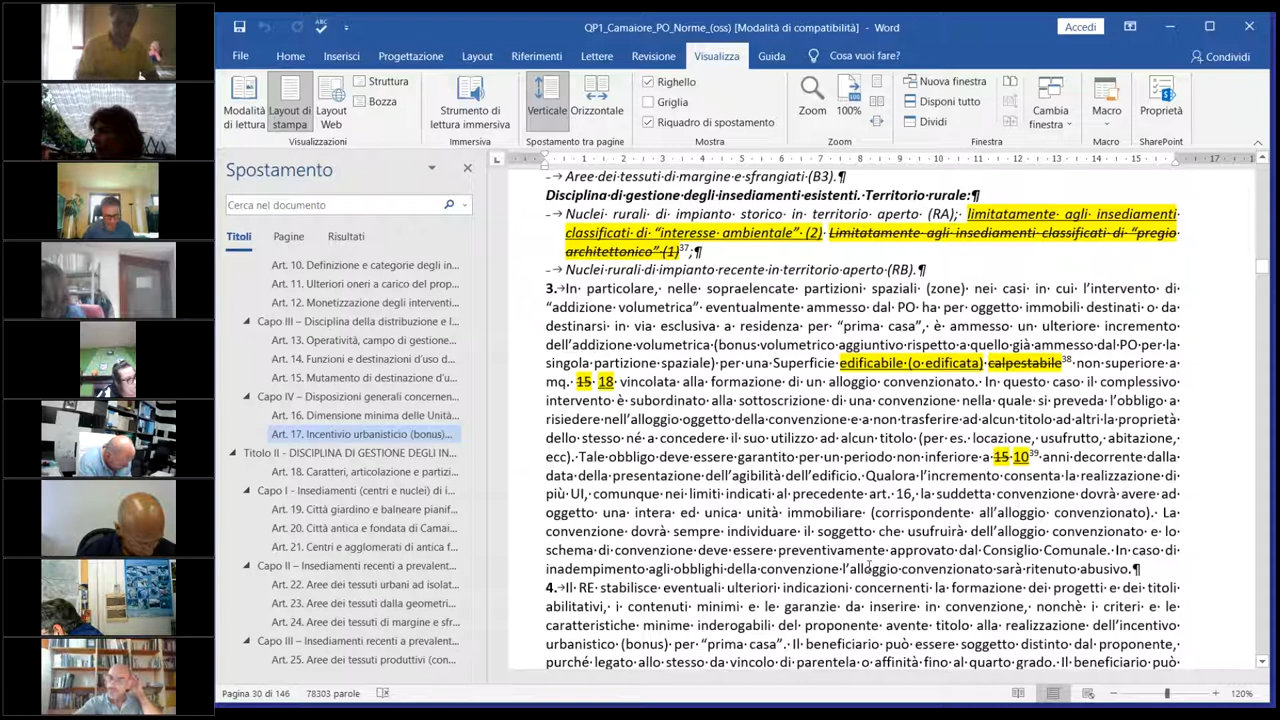 QP1_Camaiore_PO_Norme_(oss) [Modalità di compatibilità] - Word
Accedi
File Home Inserisci Progettazione Layout Riferimenti Lettere Revisione Visualizza Guida Cosa vuoi fare? Condividi
Modalità di lettura
Layout di stampa
Layout Web
Struttura
Bozza
Visualizzazioni
Strumento di lettura immersiva
Immersiva
Verticale
Orizzontale
Spostamento tra pagine
Righello
Griglia
Riquadro di spostamento
Mostra
Zoom
100%
Zoom
Nuova finestra
Disponi tutto
Dividi
Cambia finestra
Finestra
Macro
Macro
Proprietà
SharePoint
Spostamento
Cerca nel documento
Titoli Pagine Risultati
Art. 10. Definizione e categorie degli in...
Art. 11. Ulteriori oneri a carico del prop...
Art. 12. Monetizzazione degli interventi...
Capo III – Disciplina della distribuzione e l...
Art. 13. Operatività, campo di gestione...
Art. 14. Funzioni e destinazioni d'uso d...
Art. 15. Mutamento di destinazione d'...
Capo IV – Disposizioni generali concernen...
Art. 16. Dimensione minima delle Unità...
Art. 17. Incentivo urbanisticio (bonus)...
Titolo II - DISCIPLINA DI GESTIONE DEGLI IN...
Art. 18. Caratteri, articolazione e partizi...
Capo I - Insediamenti (centri e nuclei) di i...
Art. 19. Città giardino e balneare pianif...
Art. 20. Città antica e fondata di Camai...
Art. 21. Centri e agglomerati di antica f...
Capo II – Insediamenti recenti a prevalent...
Art. 22. Aree dei tessuti urbani ad isolat...
Art. 23. Aree dei tessuti dalla geometri...
Art. 24. Aree dei tessuti di margine e sfr...
Capo III – Insediamenti recenti a prevalent...
Art. 25. Aree dei tessuti produttivi (con...
1 2 3 4 5 6 7 8 9 10 11 12 13 14 15 17 1
- → Aree dei tessuti di margine e sfrangiati (B3).¶
Disciplina di gestione degli insediamenti esistenti. Territorio rurale:¶
- → Nuclei rurali di impianto storico in territorio aperto (RA); limitatamente agli insediamenti
classificati di “interesse ambientale” (2) Limitatamente agli insediamenti classificati di “pregio
architettonico” (1)37;¶
- → Nuclei rurali di impianto recente in territorio aperto (RB).¶
3.→In particolare, nelle sopraelencate partizioni spaziali (zone) nei casi in cui l’intervento di
“addizione volumetrica” eventualmente ammesso dal PO ha per oggetto immobili destinati o da
destinarsi in via esclusiva a residenza per “prima casa”, è ammesso un ulteriore incremento
dell’addizione volumetrica (bonus volumetrico aggiuntivo rispetto a quello già ammesso dal PO per la
singola partizione spaziale) per una Superficie edificabile (o edificata) calpestabile38 non superiore a
mq. 15 18 vincolata alla formazione di un alloggio convenzionato. In questo caso il complessivo
intervento è subordinato alla sottoscrizione di una convenzione nella quale si preveda l’obbligo a
risiedere nell’alloggio oggetto della convenzione e a non trasferire ad alcun titolo ad altri la proprietà
dello stesso né a concedere il suo utilizzo ad alcun titolo (per es. locazione, usufrutto, abitazione,
ecc). Tale obbligo deve essere garantito per un periodo non inferiore a 15 1039 anni decorrente dalla
data della presentazione dell’agibilità dell’edificio. Qualora l’incremento consenta la realizzazione di
più UI, comunque nei limiti indicati al precedente art. 16, la suddetta convenzione dovrà avere ad
oggetto una intera ed unica unità immobiliare (corrispondente all’alloggio convenzionato). La
convenzione dovrà sempre individuare il soggetto che usufruirà dell’alloggio convenzionato e lo
schema di convenzione deve essere preventivamente approvato dal Consiglio Comunale. In caso di
inadempimento agli obblighi della convenzione l’alloggio convenzionato sarà ritenuto abusivo.¶
4.→Il RE stabilisce eventuali ulteriori indicazioni concernenti la formazione dei progetti e dei titoli
abilitativi, i contenuti minimi e le garanzie da inserire in convenzione, nonchè i criteri e le
caratteristiche minime inderogabili del proponente avente titolo alla realizzazione dell’incentivo
urbanistico (bonus) per “prima casa”. Il beneficiario può essere soggetto distinto dal proponente,
purché legato allo stesso da vincolo di parentela o affinità fino al quarto grado. Il beneficiario può
Pagina 30 di 146 78303 parole
120%